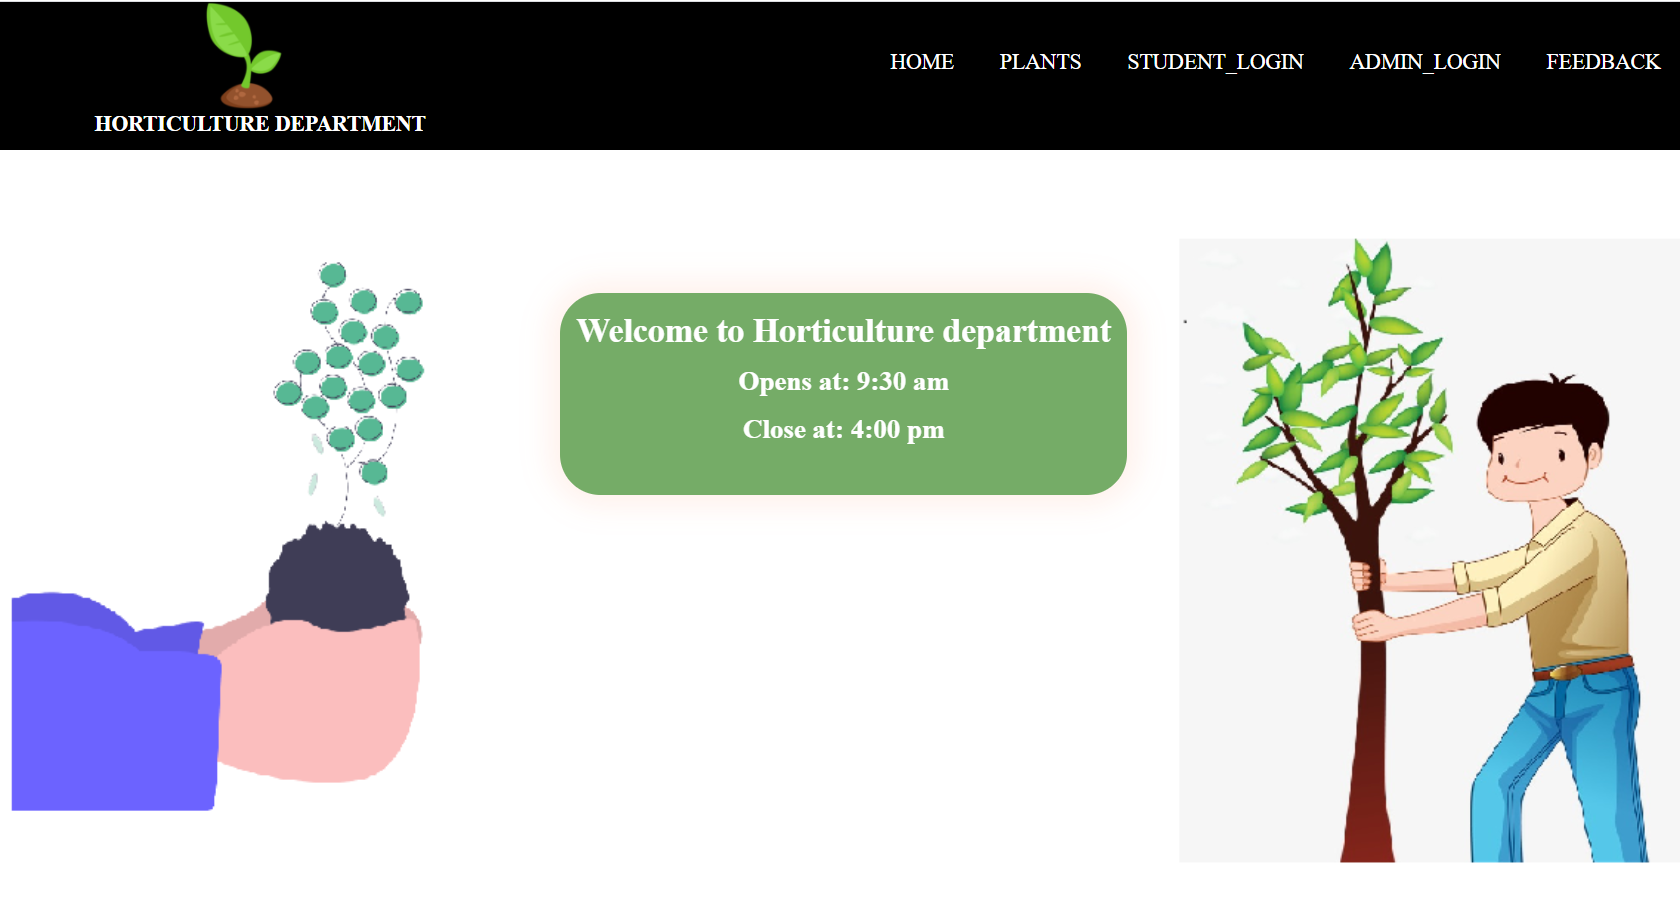 HORTICULTURE DEPARTMENT
HOME PLANTS STUDENT_LOGIN ADMIN_LOGIN FEEDBACK
Welcome to Horticulture department
Opens at: 9:30 am
Close at: 4:00 pm